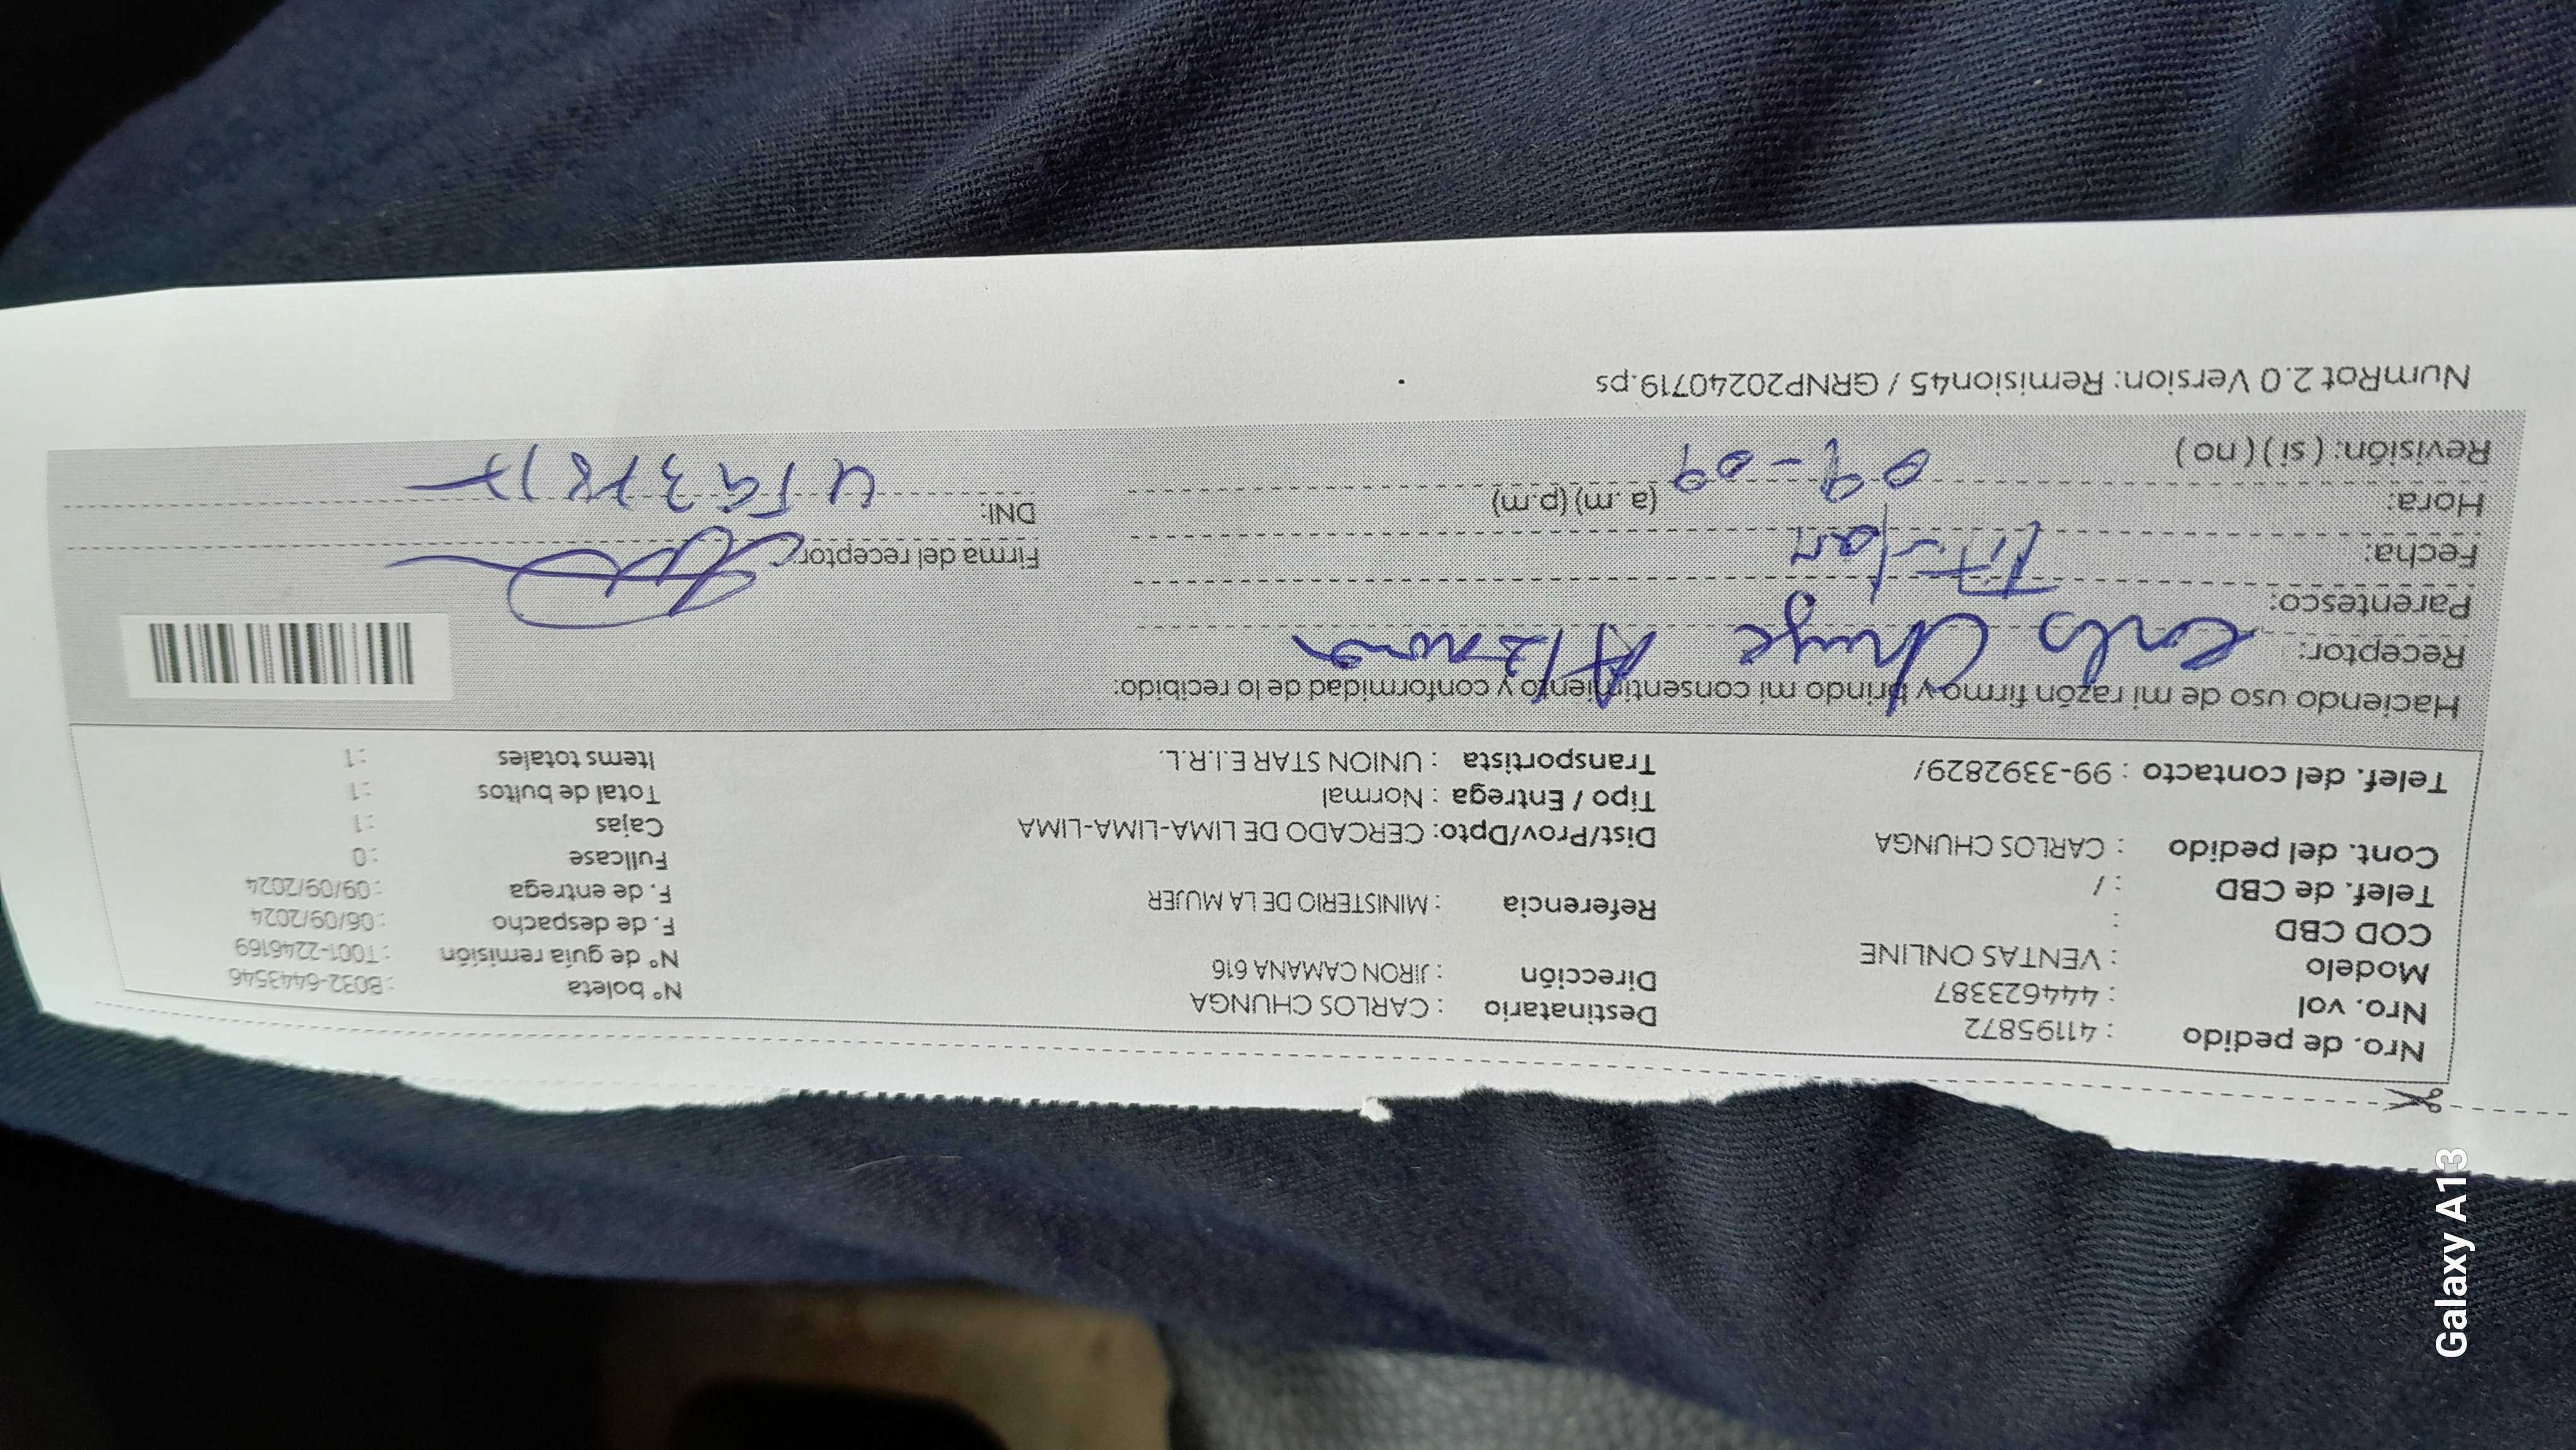 Nro. de pedido : 41195872
Nro. vol : 444623387
Modelo : VENTAS ONLINE
COD CBD :
Telef. de CBD : /
Cont. del pedido : CARLOS CHUNGA
Telef. del contacto : 99-3392829/
Destinatario : CARLOS CHUNGA
Dirección : JIRON CAMANA 616
Referencia : MINISTERIO DE LA MUJER
Dist/Prov/Dpto: CERCADO DE LIMA-LIMA-LIMA
Tipo / Entrega : Normal
Transportista : UNION STAR E.I.R.L.
N° boleta : B032-6443546
N° de guía remisión : T001-2246169
F. de despacho : 06/09/2024
F. de entrega : 09/09/2024
Fullcase : 0
Cajas : 1
Total de bultos : 1
Items totales : 1
Haciendo uso de mi razón firmo y brindo mi consentimiento y conformidad de lo recibido:
Receptor: Carlos Chunga
Parentesco: Titular
Fecha: 09-09
Hora: (a.m) (p.m)
Revisión: ( si ) ( no )
Firma del receptor:
DNI:
NumRot 2.0 Version: Remision45 / GRNP20240719.ps
Galaxy A13